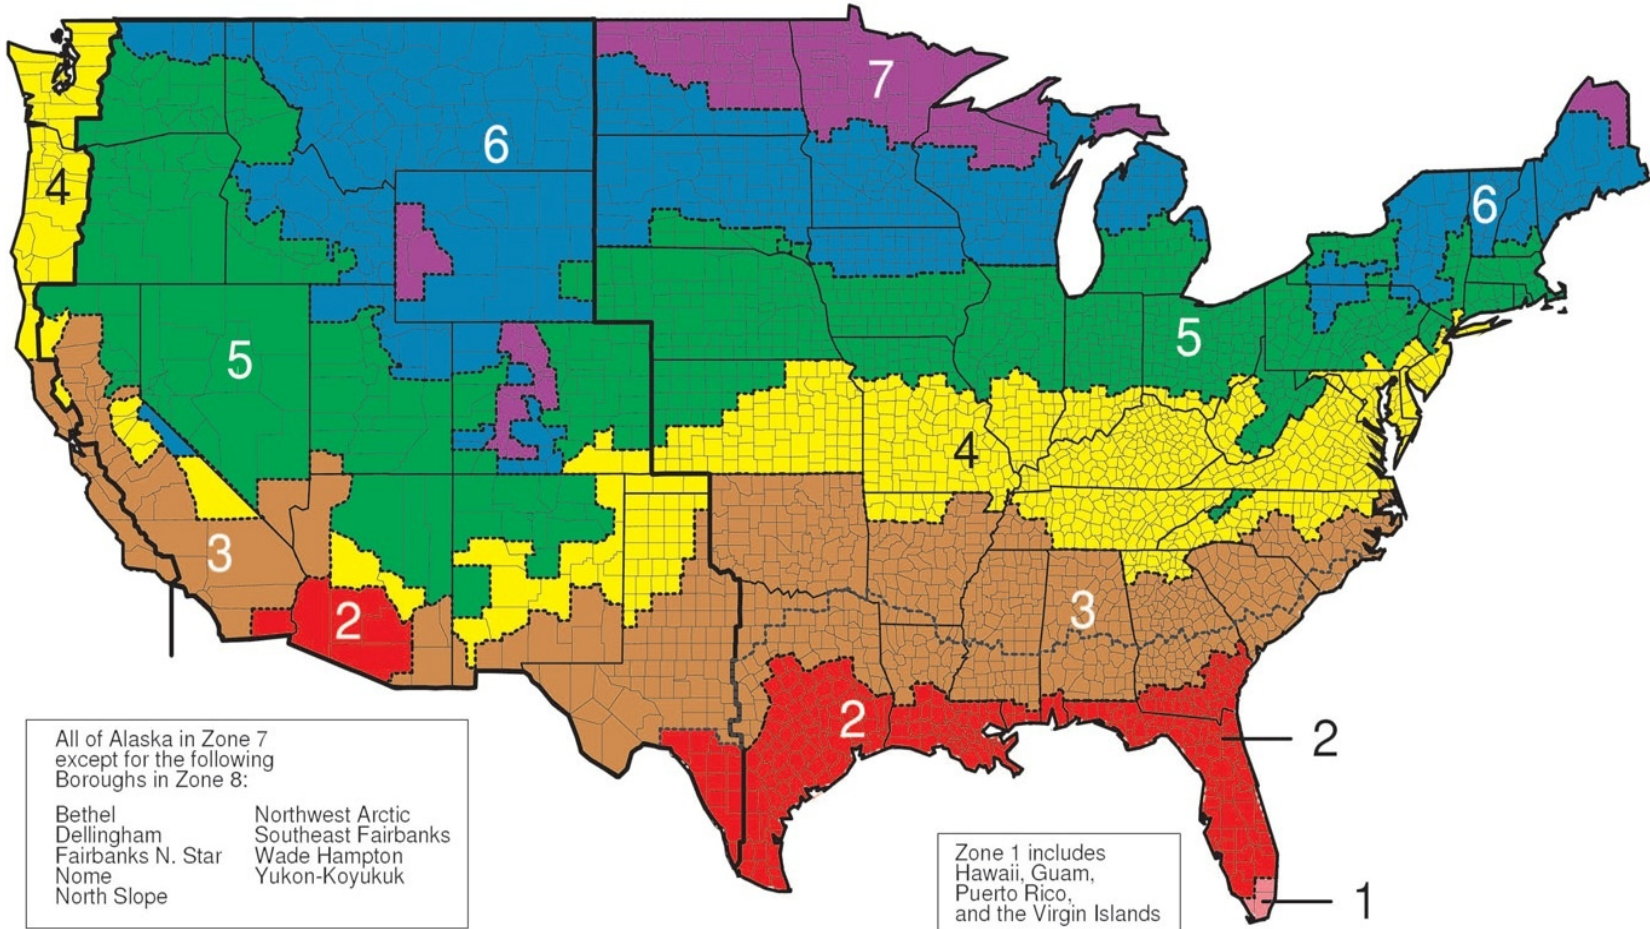 7
6
4
6
5
5
4
3
3
2
2
2
1
All of Alaska in Zone 7
except for the following
Boroughs in Zone 8:
Bethel Northwest Arctic
Dellingham Southeast Fairbanks
Fairbanks N. Star Wade Hampton
Nome Yukon-Koyukuk
North Slope
Zone 1 includes
Hawaii, Guam,
Puerto Rico,
and the Virgin Islands